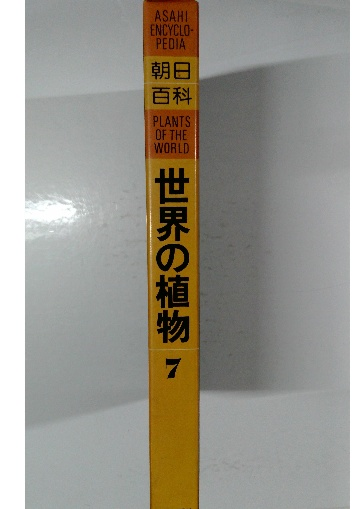 ASAHI
ENCYCLO-
PEDIA
朝日
百科
PLANTS
OF THE
WORLD
世界の植物
7